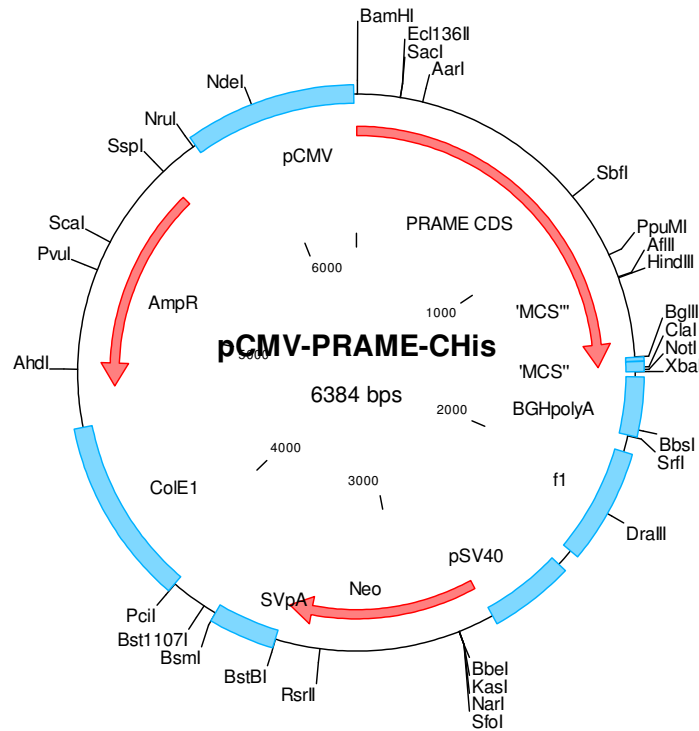 BamHI
Ecl136II
SacI
AarI
NdeI
NruI
SspI
pCMV
SbfI
ScaI
PvuI
PRAME CDS
PpuMI
AflII
HindIII
6000
AmpR
1000
'MCS'''
BglII
ClaI
NotI
Xba
pCMV-PRAME-CHis
5000
AhdI
'MCS''
6384 bps
BGHpolyA
2000
BbsI
SrfI
4000
ColE1
3000
f1
DraIII
pSV40
Neo
SVpA
PciI
Bst1107I
BsmI
BstBI
RsrII
BbeI
KasI
NarI
SfoI